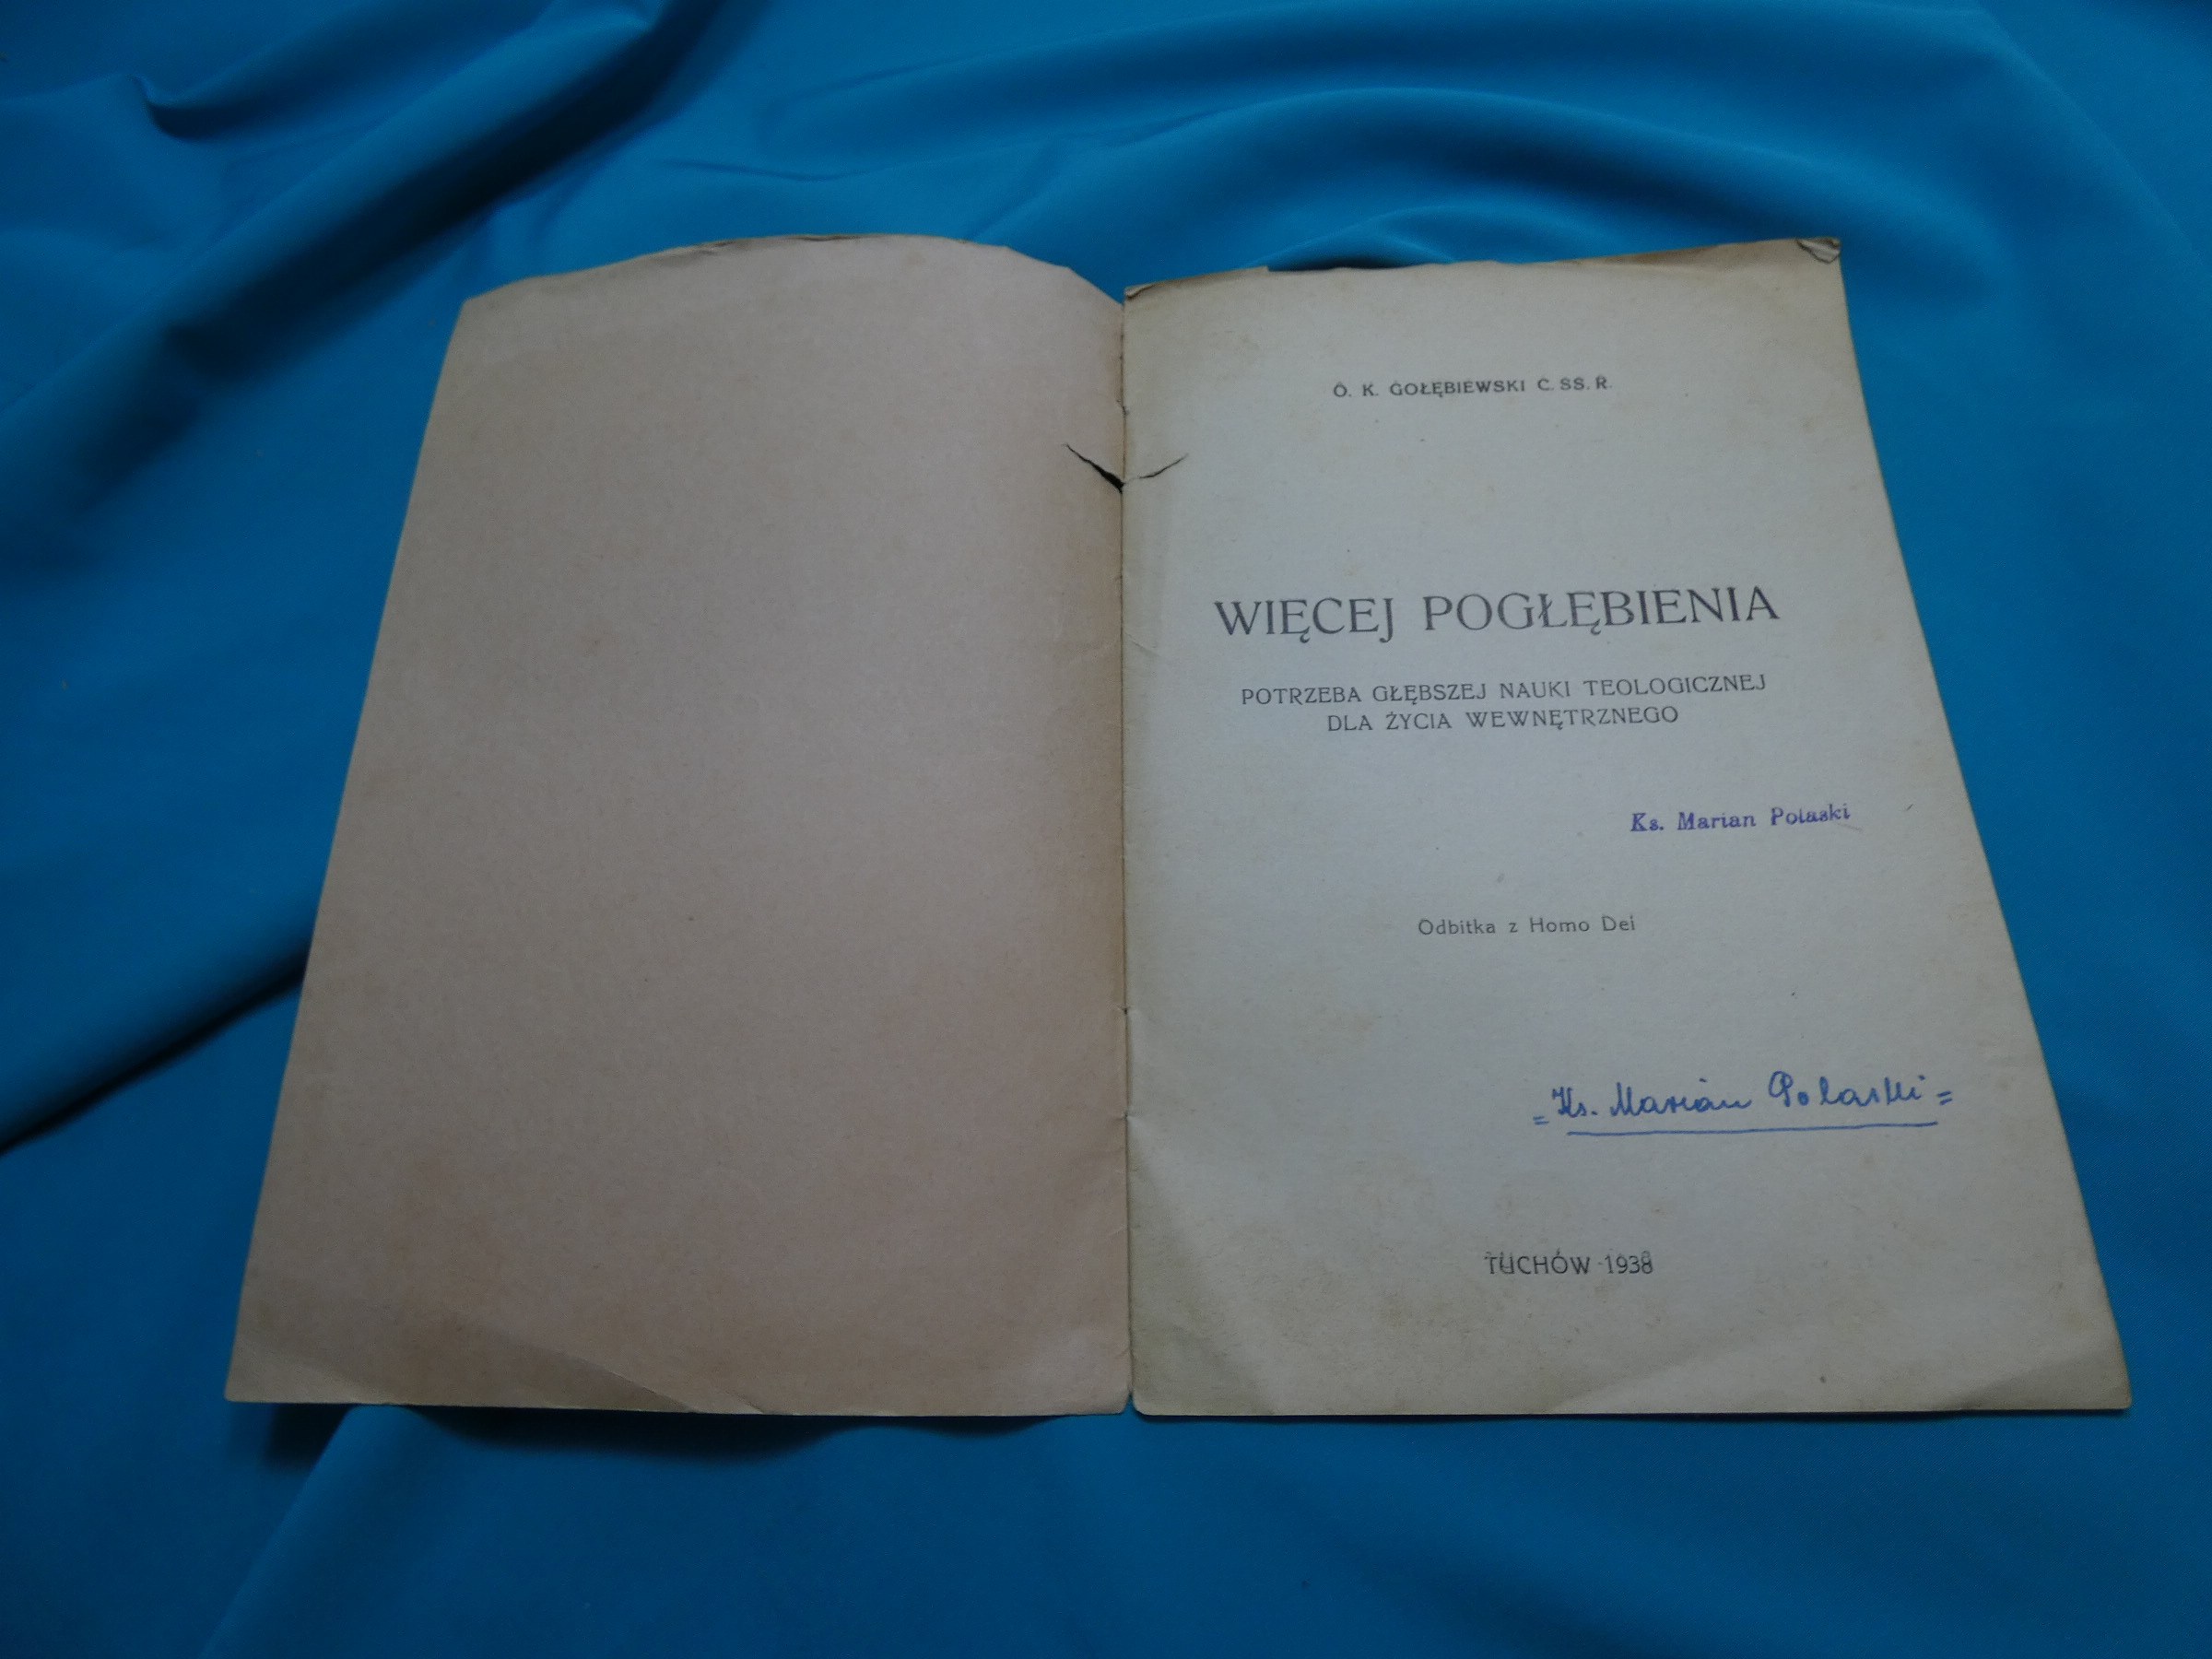 O. K. GOŁĘBIEWSKI C. SS. R.
WIĘCEJ POGŁĘBIENIA
POTRZEBA GŁĘBSZEJ NAUKI TEOLOGICZNEJ
DLA ŻYCIA WEWNĘTRZNEGO
Ks. Marian Polaski
Odbitka z Homo Dei
= Ks. Marian Polaski =
TUCHÓW 1938